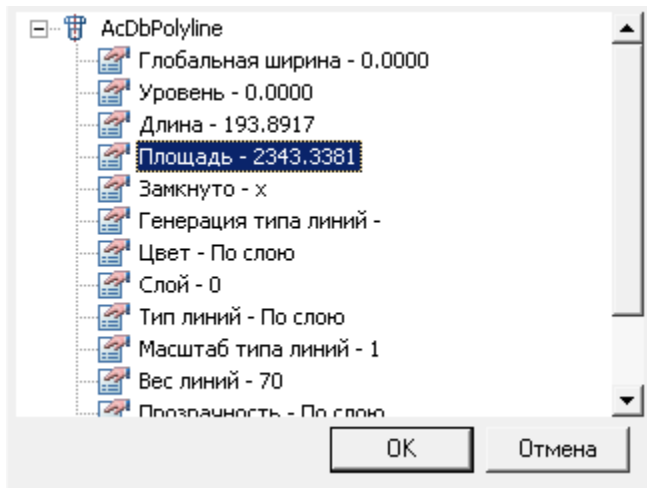 AcDbPolyline
Глобальная ширина - 0.0000
Уровень - 0.0000
Длина - 193.8917
Площадь - 2343.3381
Замкнуто - x
Генерация типа линий -
Цвет - По слою
Слой - 0
Тип линий - По слою
Масштаб типа линий - 1
Вес линий - 70
Прозрачность - По слою
OK Отмена